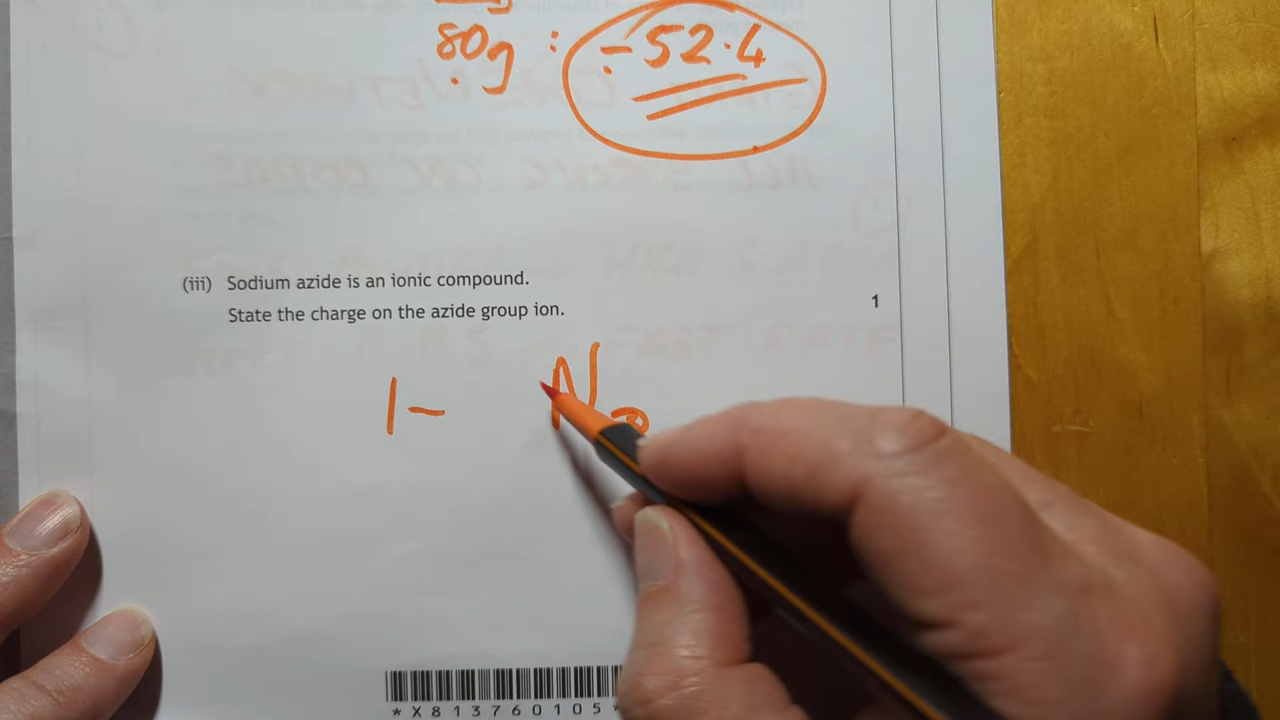 80g : -52.4
(iii) Sodium azide is an ionic compound.
State the charge on the azide group ion.
1
1- N3
*X813760105*